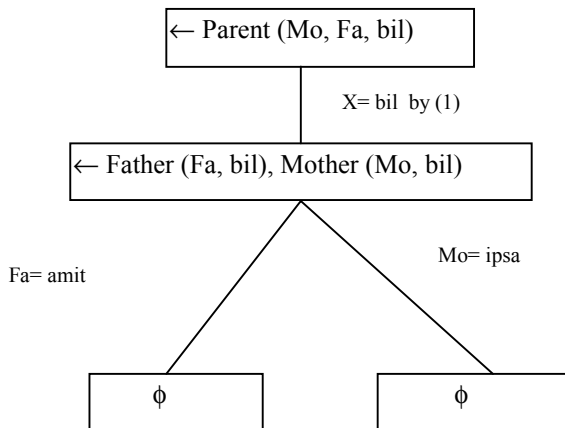 ← Parent (Mo, Fa, bil)
X= bil by (1)
← Father (Fa, bil), Mother (Mo, bil)
Mo= ipsa
Fa= amit
ϕ ϕ